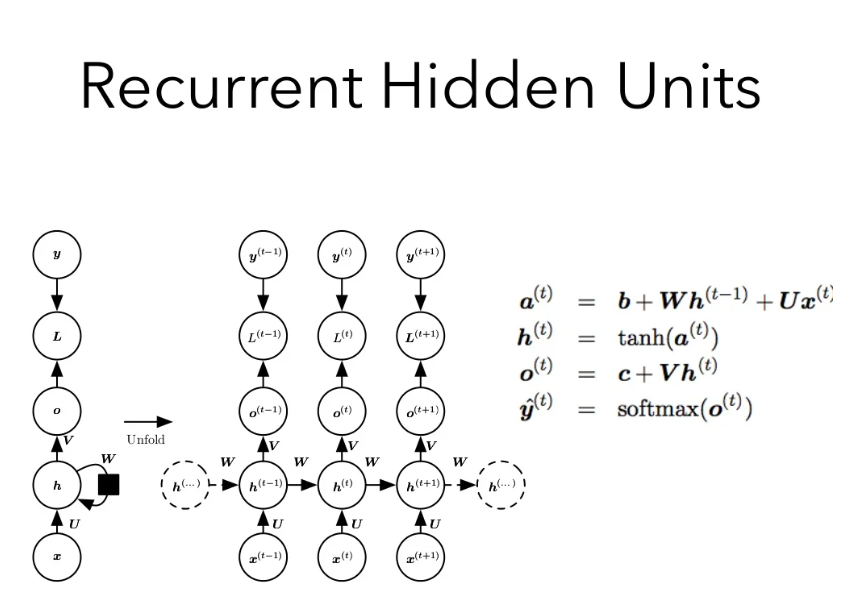 Recurrent Hidden Units
y y(t−1) y(t) y(t+1)
L L(t−1) L(t) L(t+1)
o o(t−1) o(t) o(t+1)
Unfold
V V V V
W W W W W
h h(...) h(t−1) h(t) h(t+1) h(...)
U U U U
x x(t−1) x(t) x(t+1)
a(t) = b + Wh(t−1) + Ux(t)
h(t) = tanh(a(t))
o(t) = c + Vh(t)
ŷ(t) = softmax(o(t))